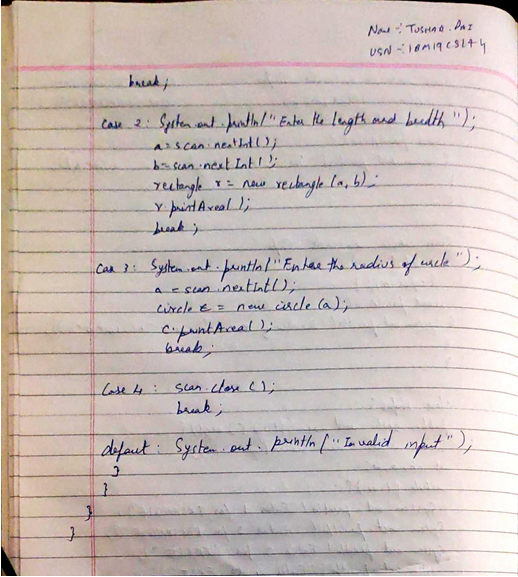 Name :- TUSHAR. PAI
USN :- 1BM19CS174
break;
case 2: System.out.println("Enter the length and bredth");
a = scan.nextInt();
b = scan.nextInt();
rectangle r = new rectangle (a, b);
r.printArea();
break;
Case 3: System.out.println("Enter the radius of circle");
a = scan.nextInt();
circle c = new circle (a);
c.printArea();
break;
Case 4: scan.close ();
break;
default: System.out.println ("Invalid input");
}
}
}
}